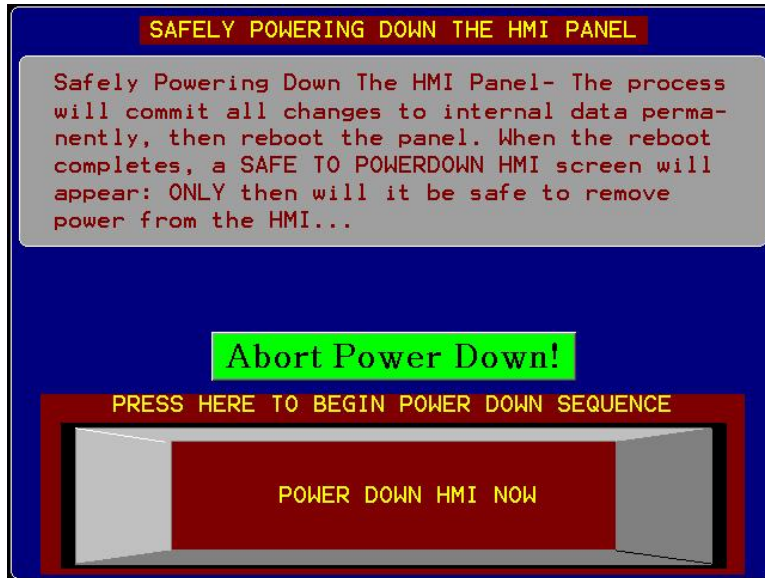 SAFELY POWERING DOWN THE HMI PANEL
Safely Powering Down The HMI Panel- The process
will commit all changes to internal data perma-
nently, then reboot the panel. When the reboot
completes, a SAFE TO POWERDOWN HMI screen will
appear: ONLY then will it be safe to remove
power from the HMI...
Abort Power Down!
PRESS HERE TO BEGIN POWER DOWN SEQUENCE
POWER DOWN HMI NOW